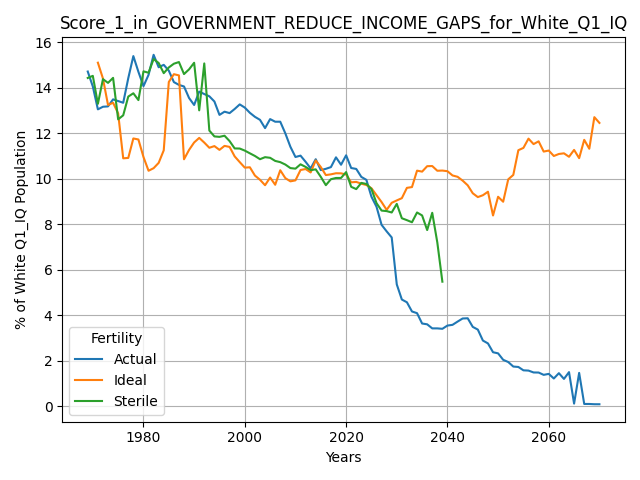 Score_1_in_GOVERNMENT_REDUCE_INCOME_GAPS_for_White_Q1_IQ
% of White Q1_IQ Population
16
14
12
10
8
6
4
2
0
Fertility
Actual
Ideal
Sterile
1980 2000 2020 2040 2060
Years